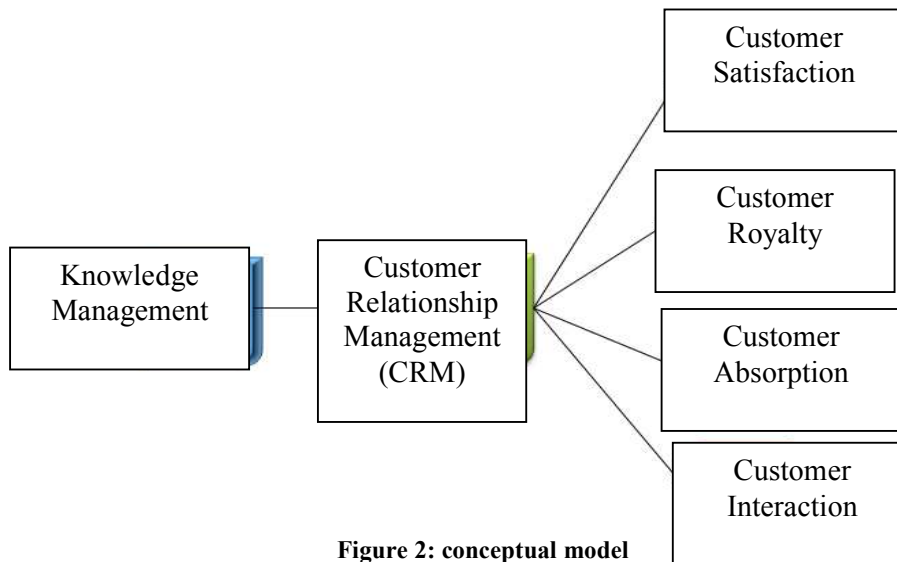 Knowledge
Management
Customer
Relationship
Management
(CRM)
Customer
Satisfaction
Customer
Royalty
Customer
Absorption
Customer
Interaction
Figure 2: conceptual model